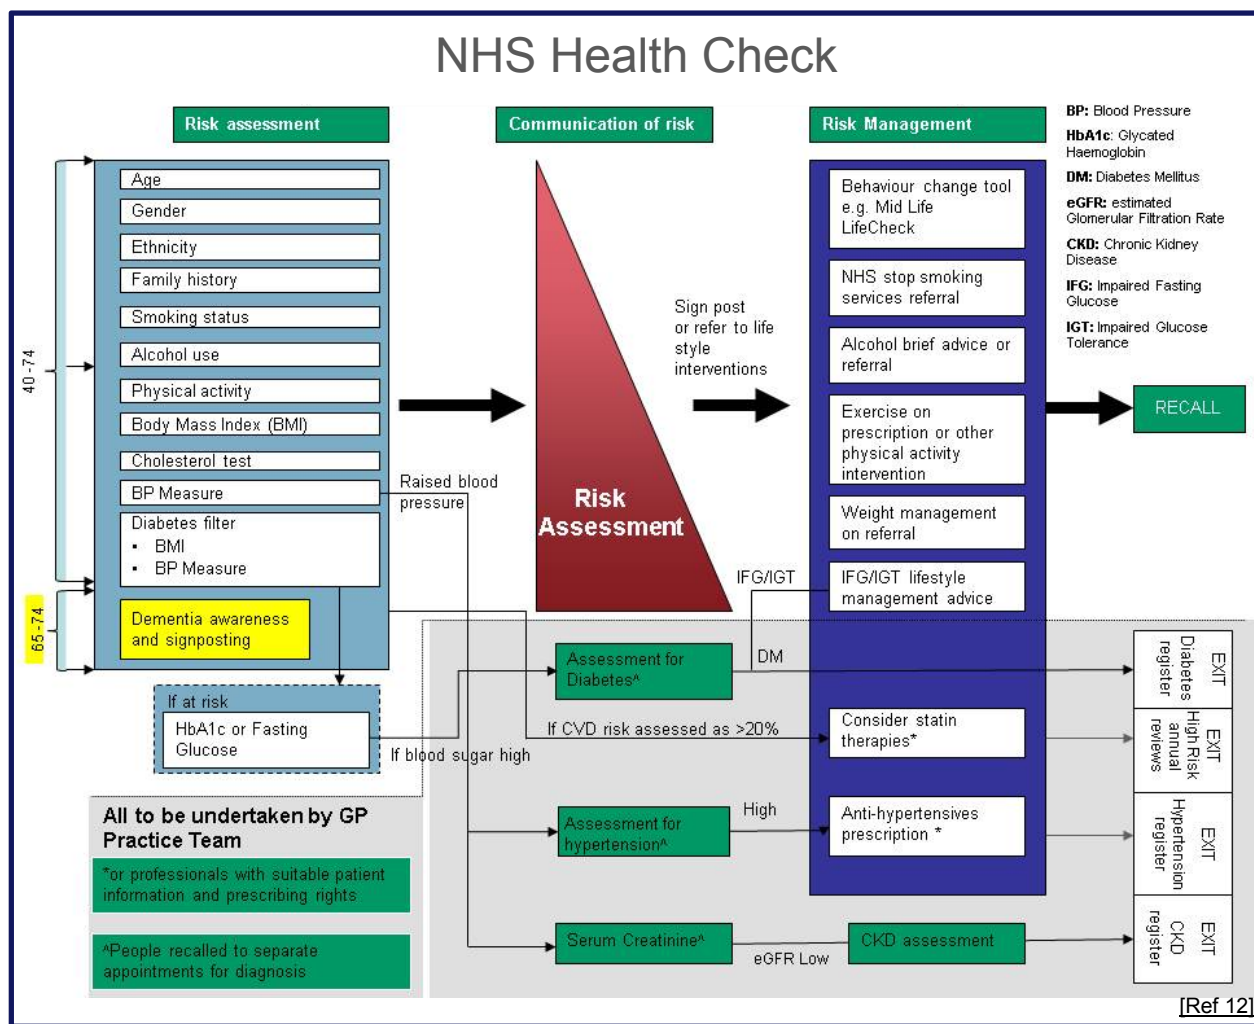 NHS Health Check
Risk assessment
Communication of risk
Risk Management
BP: Blood Pressure
HbA1c: Glycated
Haemoglobin
DM: Diabetes Mellitus
eGFR: estimated
Glomerular Filtration Rate
CKD: Chronic Kidney
Disease
IFG: Impaired Fasting
Glucose
IGT: Impaired Glucose
Tolerance
40-74
65-74
Age
Gender
Ethnicity
Family history
Smoking status
Alcohol use
Physical activity
Body Mass Index (BMI)
Cholesterol test
BP Measure
Diabetes filter
▪ BMI
▪ BP Measure
Dementia awareness
and signposting
If at risk
HbA1c or Fasting
Glucose
Raised blood
pressure
If blood sugar high
Risk
Assessment
Sign post
or refer to life
style
interventions
Behaviour change tool
e.g. Mid Life
LifeCheck
NHS stop smoking
services referral
Alcohol brief advice or
referral
Exercise on
prescription or other
physical activity
intervention
Weight management
on referral
IFG/IGT
IFG/IGT lifestyle
management advice
RECALL
Assessment for
Diabetes^
DM
If CVD risk assessed as >20%
Consider statin
therapies*
Assessment for
hypertension^
High
Anti-hypertensives
prescription *
Serum Creatinine^
eGFR Low
CKD assessment
EXIT
Diabetes
register
EXIT
High Risk
annual
reviews
EXIT
Hypertension
register
EXIT
CKD
register
All to be undertaken by GP
Practice Team
*or professionals with suitable patient
information and prescribing rights
^People recalled to separate
appointments for diagnosis
[Ref 12]